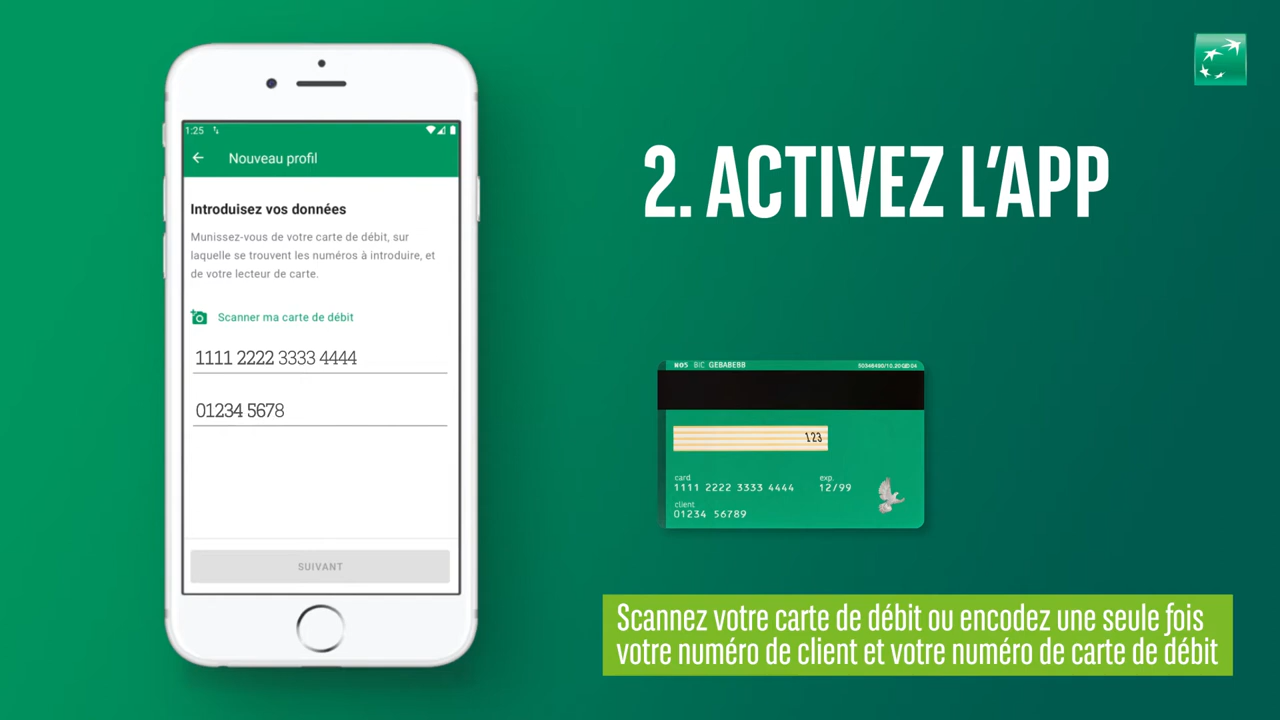 1:25
Nouveau profil
Introduisez vos données
Munissez-vous de votre carte de débit, sur
laquelle se trouvent les numéros à introduire, et
de votre lecteur de carte.
Scanner ma carte de débit
1111 2222 3333 4444
01234 5678
SUIVANT
2. ACTIVEZ L'APP
BIC GEBABEBB
123
card
exp.
1111 2222 3333 4444 12/99
client
01234 56789
Scannez votre carte de débit ou encodez une seule fois
votre numéro de client et votre numéro de carte de débit